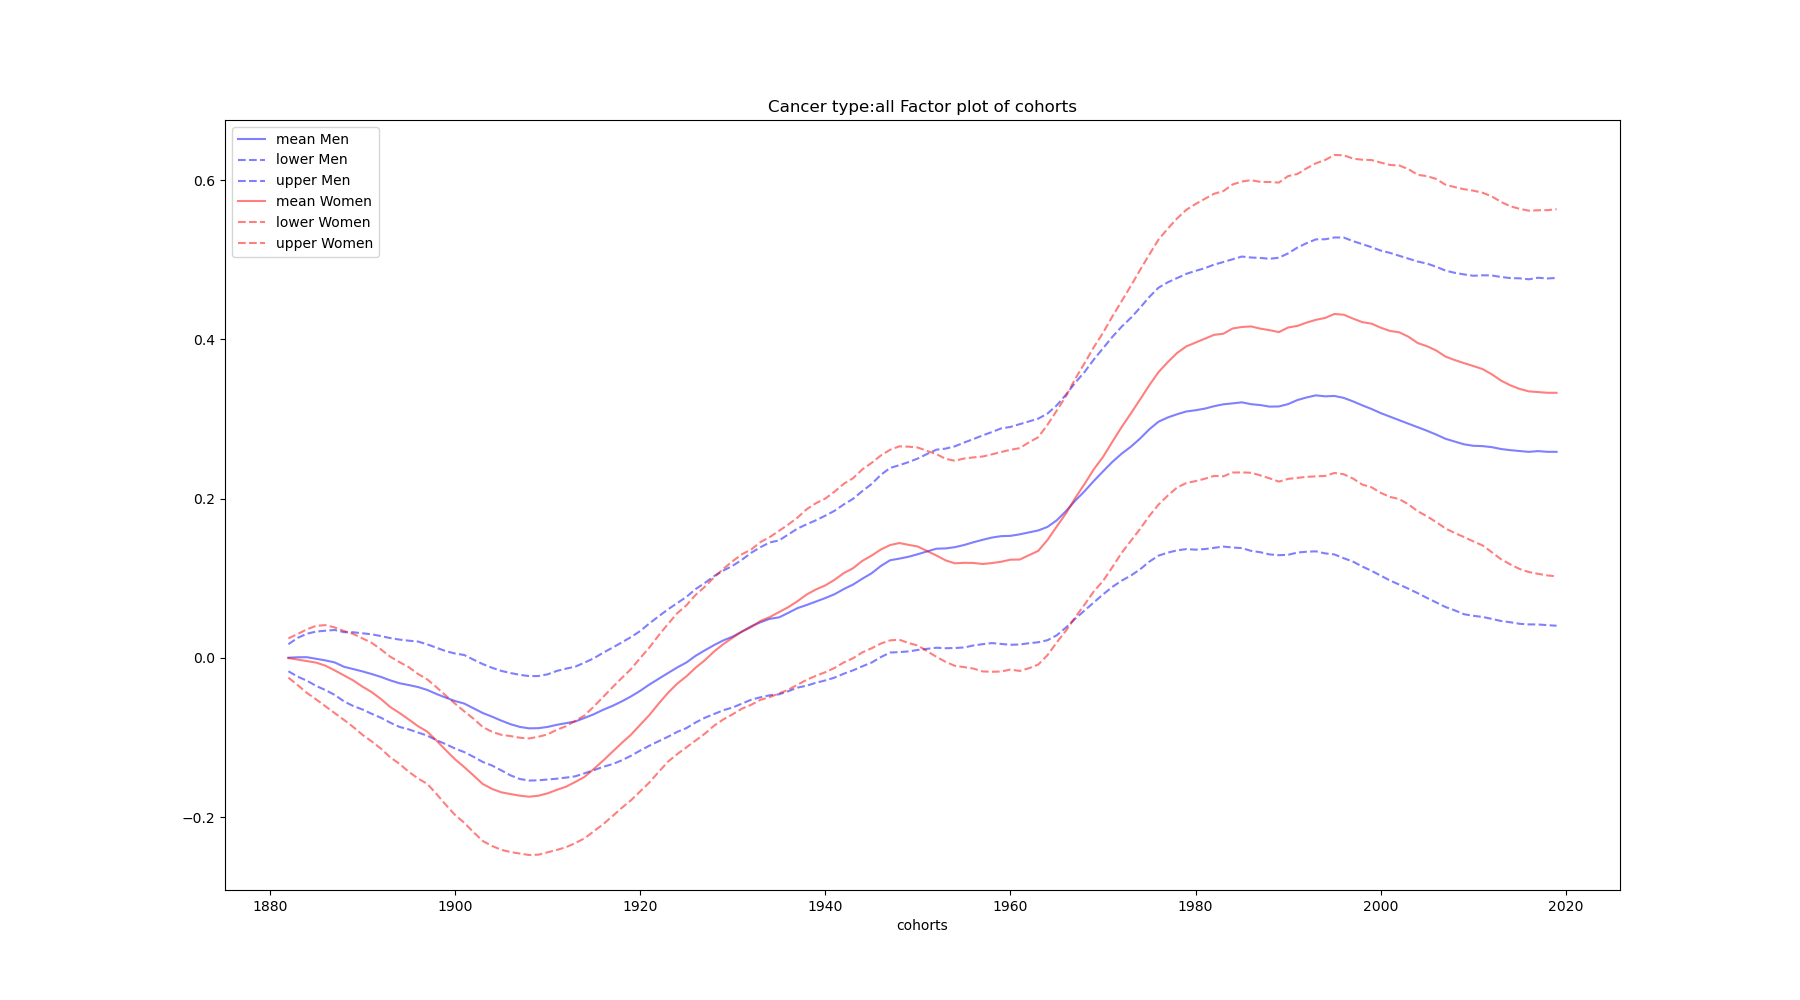 Cancer type:all Factor plot of cohorts
mean Men
lower Men
upper Men
mean Women
lower Women
upper Women
0.6
0.4
0.2
0.0
−0.2
1880 1900 1920 1940 1960 1980 2000 2020
cohorts